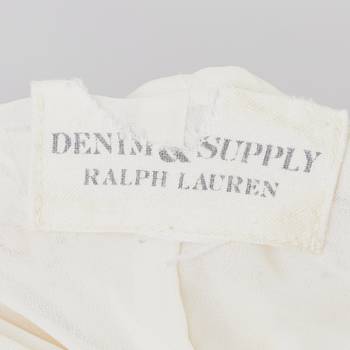 DENIM & SUPPLY
RALPH LAUREN